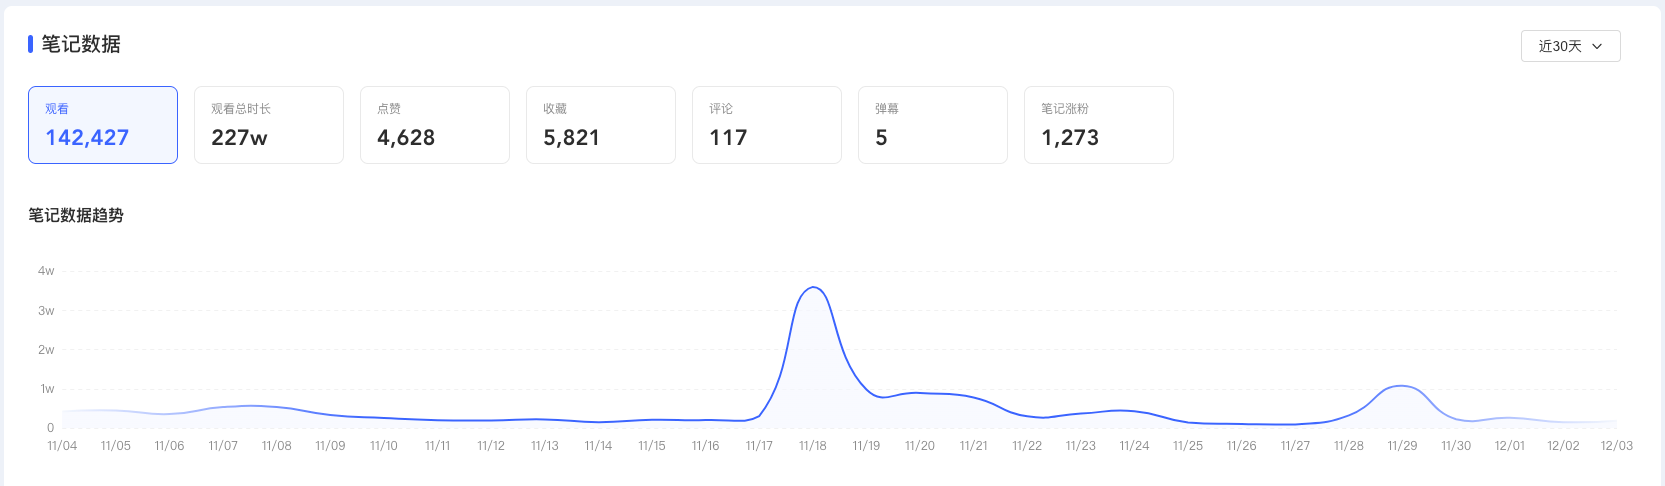 笔记数据
近30天
观看 观看总时长 点赞 收藏 评论 弹幕 笔记涨粉
142,427 227w 4,628 5,821 117 5 1,273
笔记数据趋势
4w
3w
2w
1w
0
11/04 11/05 11/06 11/07 11/08 11/09 11/10 11/11 11/12 11/13 11/14 11/15 11/16 11/17 11/18 11/19 11/20 11/21 11/22 11/23 11/24 11/25 11/26 11/27 11/28 11/29 11/30 12/01 12/02 12/03